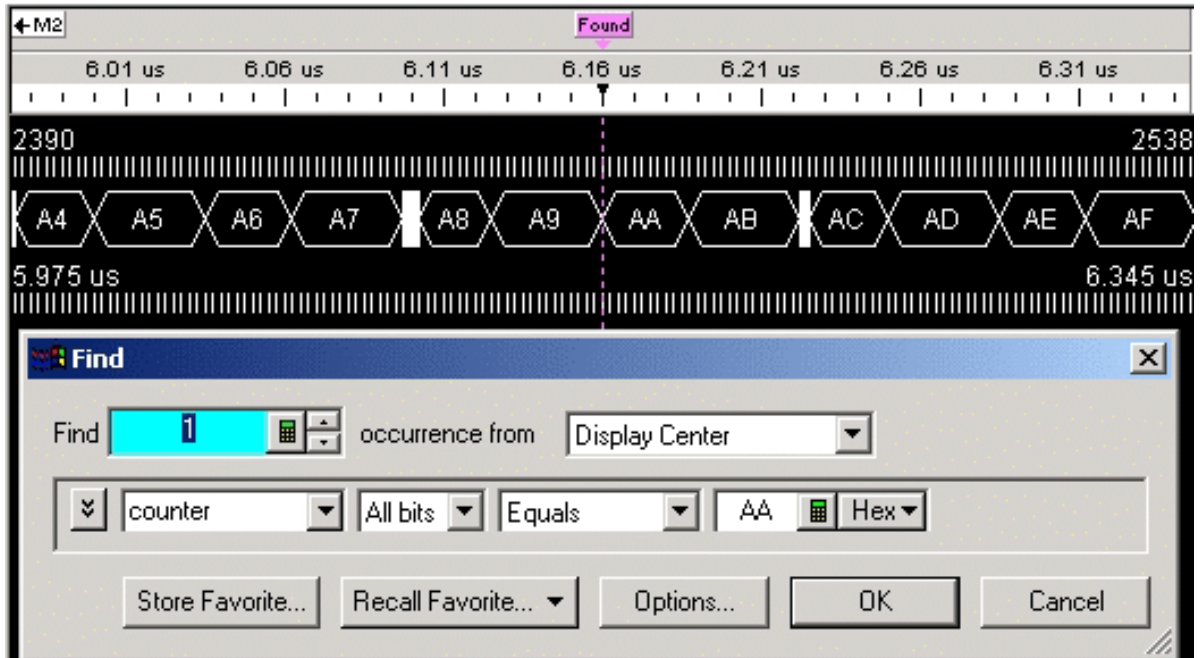 M2 Found
6.01 us 6.06 us 6.11 us 6.16 us 6.21 us 6.26 us 6.31 us
2390 2538
A4 A5 A6 A7 A8 A9 AA AB AC AD AE AF
5.975 us 6.345 us
Find
Find 1 occurrence from Display Center
counter All bits Equals AA Hex
Store Favorite... Recall Favorite... Options... OK Cancel